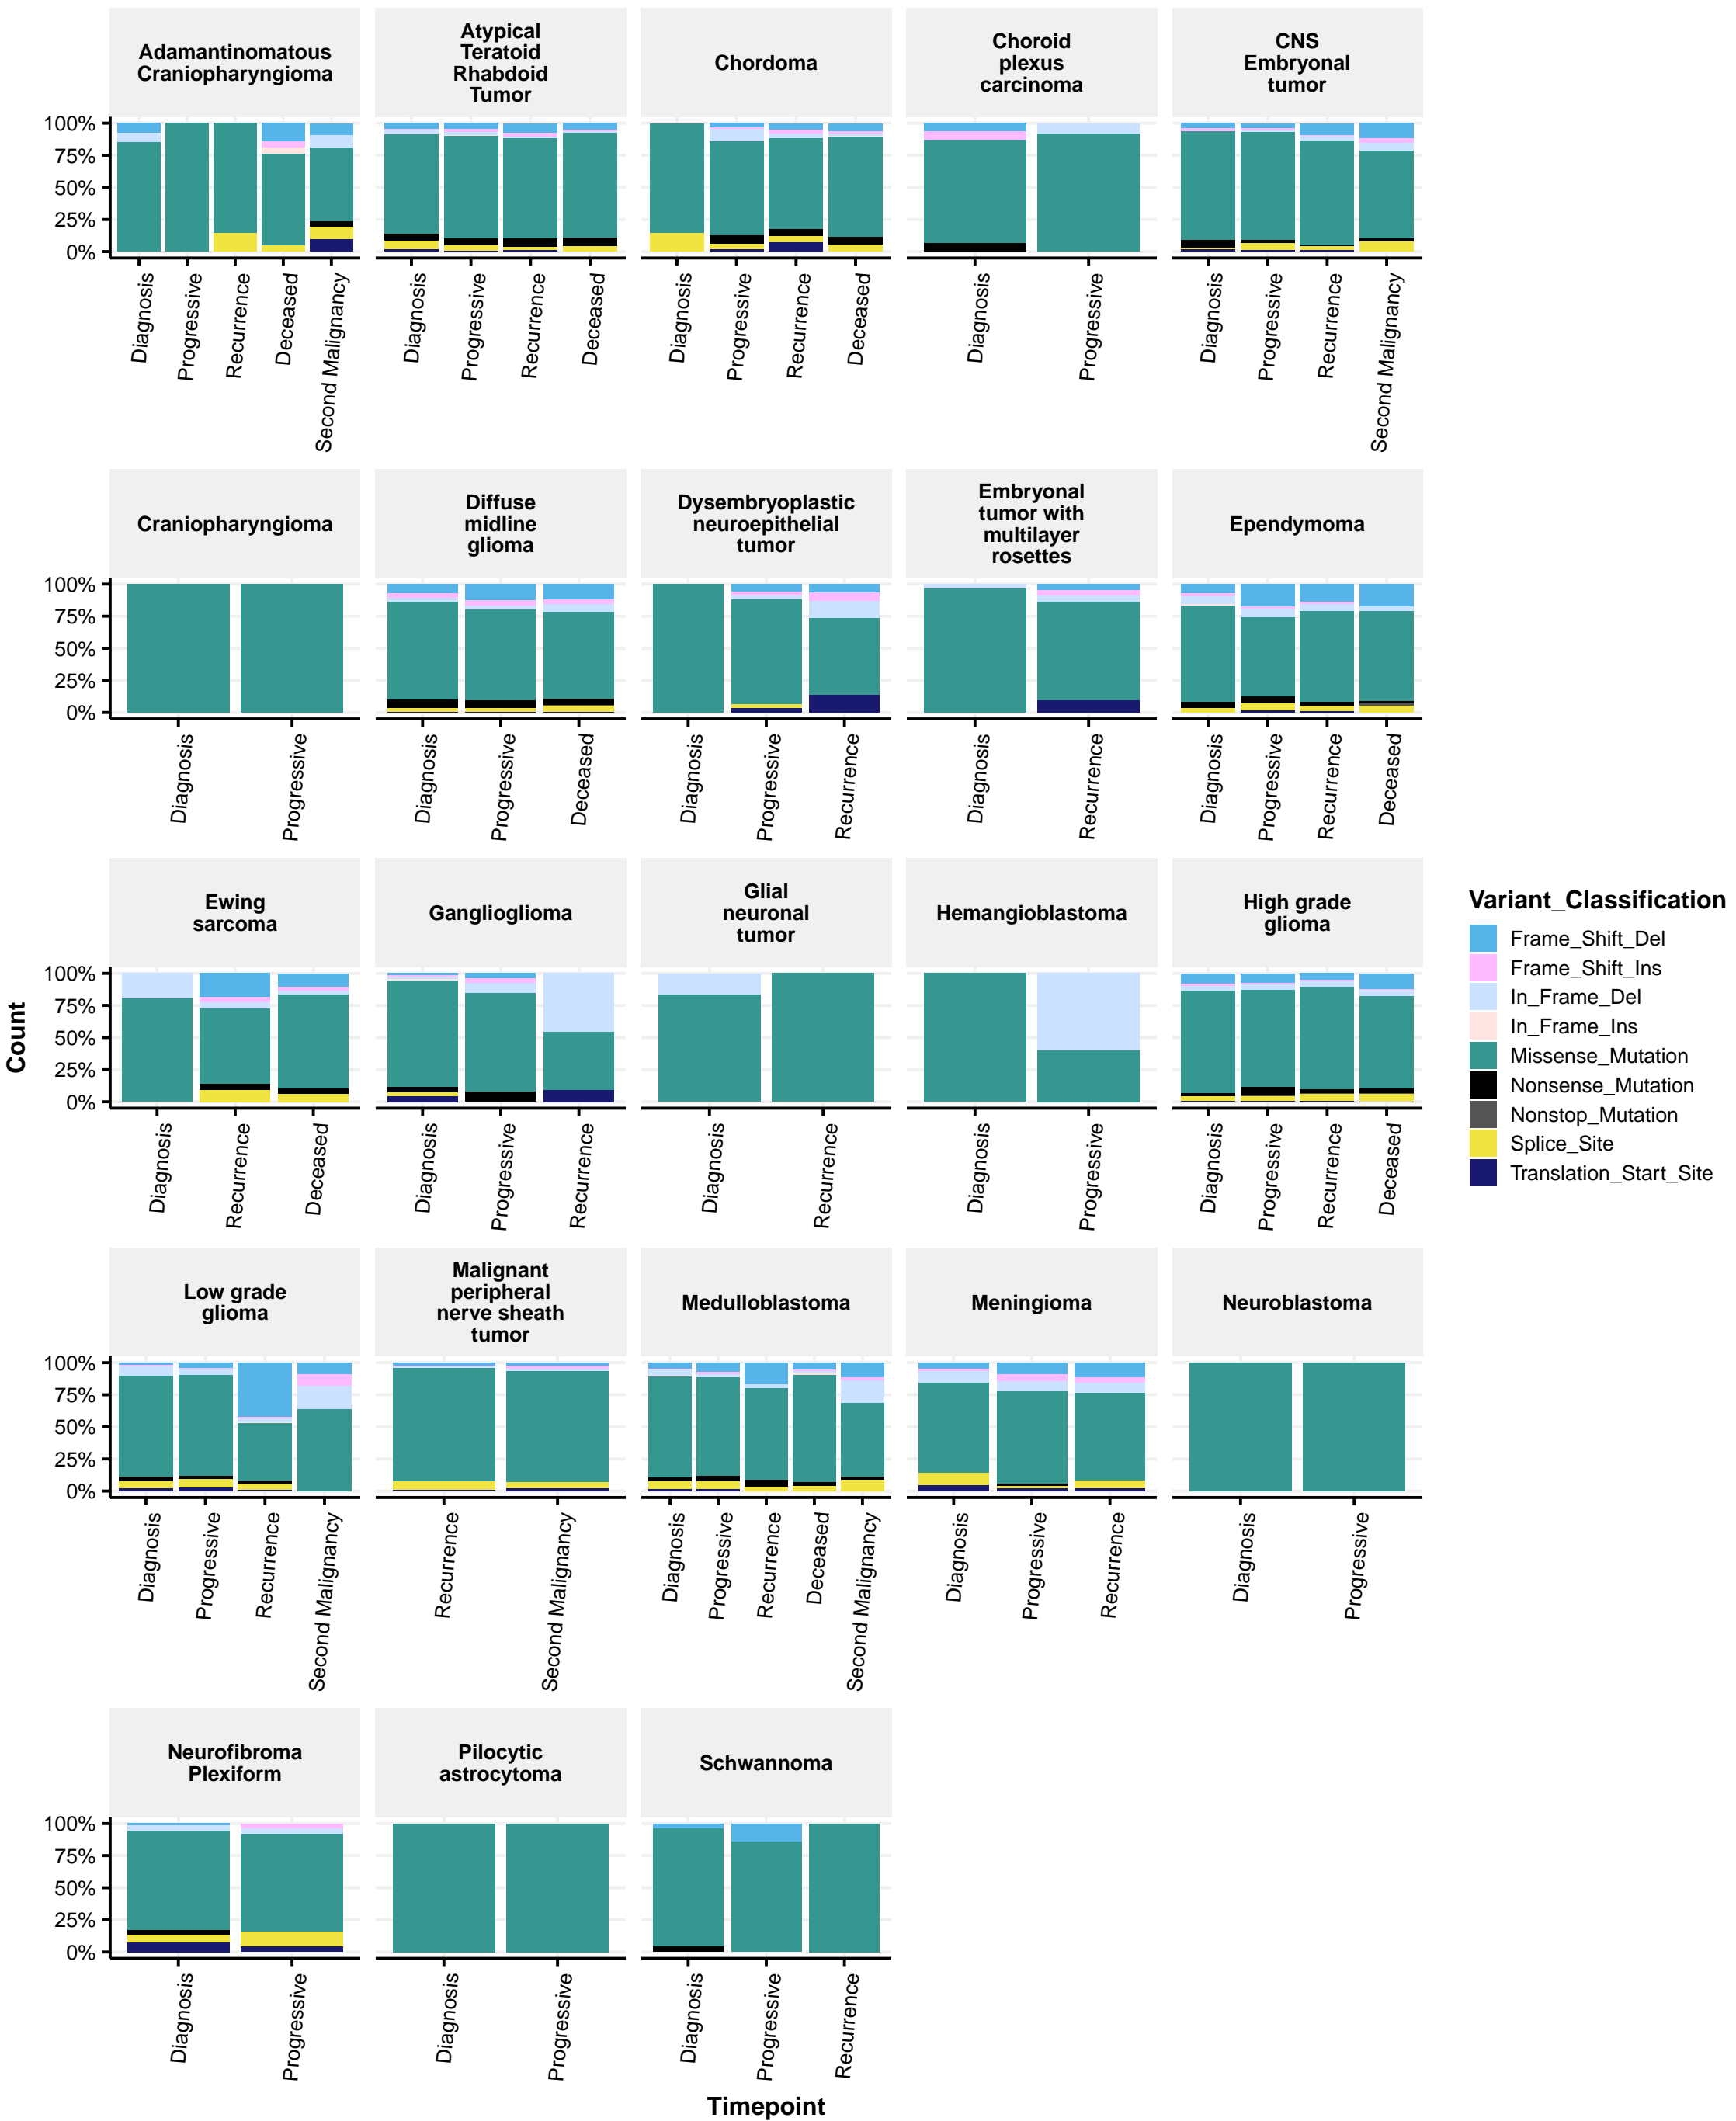 Adamantinomatous
Craniopharyngioma
Atypical
Teratoid
Rhabdoid
Tumor
Chordoma
Choroid
plexus
carcinoma
CNS
Embryonal
tumor
100%
75%
50%
25%
0%
Diagnosis
Progressive
Recurrence
Deceased
Second Malignancy
Diagnosis
Progressive
Recurrence
Deceased
Diagnosis
Progressive
Recurrence
Deceased
Diagnosis
Progressive
Diagnosis
Progressive
Recurrence
Second Malignancy
Craniopharyngioma
Diffuse
midline
glioma
Dysembryoplastic
neuroepithelial
tumor
Embryonal
tumor with
multilayer
rosettes
Ependymoma
100%
75%
50%
25%
0%
Diagnosis
Progressive
Diagnosis
Progressive
Deceased
Diagnosis
Progressive
Recurrence
Diagnosis
Recurrence
Diagnosis
Progressive
Recurrence
Deceased
Ewing
sarcoma
Ganglioglioma
Glial
neuronal
tumor
Hemangioblastoma
High grade
glioma
100%
75%
50%
25%
0%
Diagnosis
Recurrence
Deceased
Diagnosis
Progressive
Recurrence
Diagnosis
Recurrence
Diagnosis
Progressive
Diagnosis
Progressive
Recurrence
Deceased
Count
Variant_Classification
Frame_Shift_Del
Frame_Shift_Ins
In_Frame_Del
In_Frame_Ins
Missense_Mutation
Nonsense_Mutation
Nonstop_Mutation
Splice_Site
Translation_Start_Site
Low grade
glioma
Malignant
peripheral
nerve sheath
tumor
Medulloblastoma
Meningioma
Neuroblastoma
100%
75%
50%
25%
0%
Diagnosis
Progressive
Recurrence
Second Malignancy
Recurrence
Second Malignancy
Diagnosis
Progressive
Recurrence
Deceased
Second Malignancy
Diagnosis
Progressive
Recurrence
Diagnosis
Progressive
Neurofibroma
Plexiform
Pilocytic
astrocytoma
Schwannoma
100%
75%
50%
25%
0%
Diagnosis
Progressive
Diagnosis
Progressive
Diagnosis
Progressive
Recurrence
Timepoint